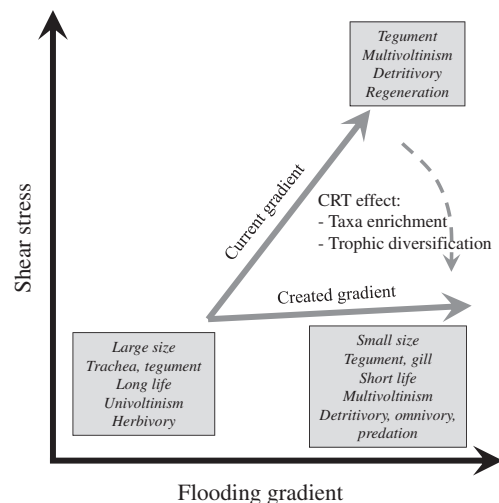 Tegument
Multivoltinism
Detritivory
Regeneration
Shear stress
Current gradient
CRT effect:
- Taxa enrichment
- Trophic diversification
Created gradient
Large size
Trachea, tegument
Long life
Univoltinism
Herbivory
Small size
Tegument, gill
Short life
Multivoltinism
Detritivory, omnivory,
predation
Flooding gradient